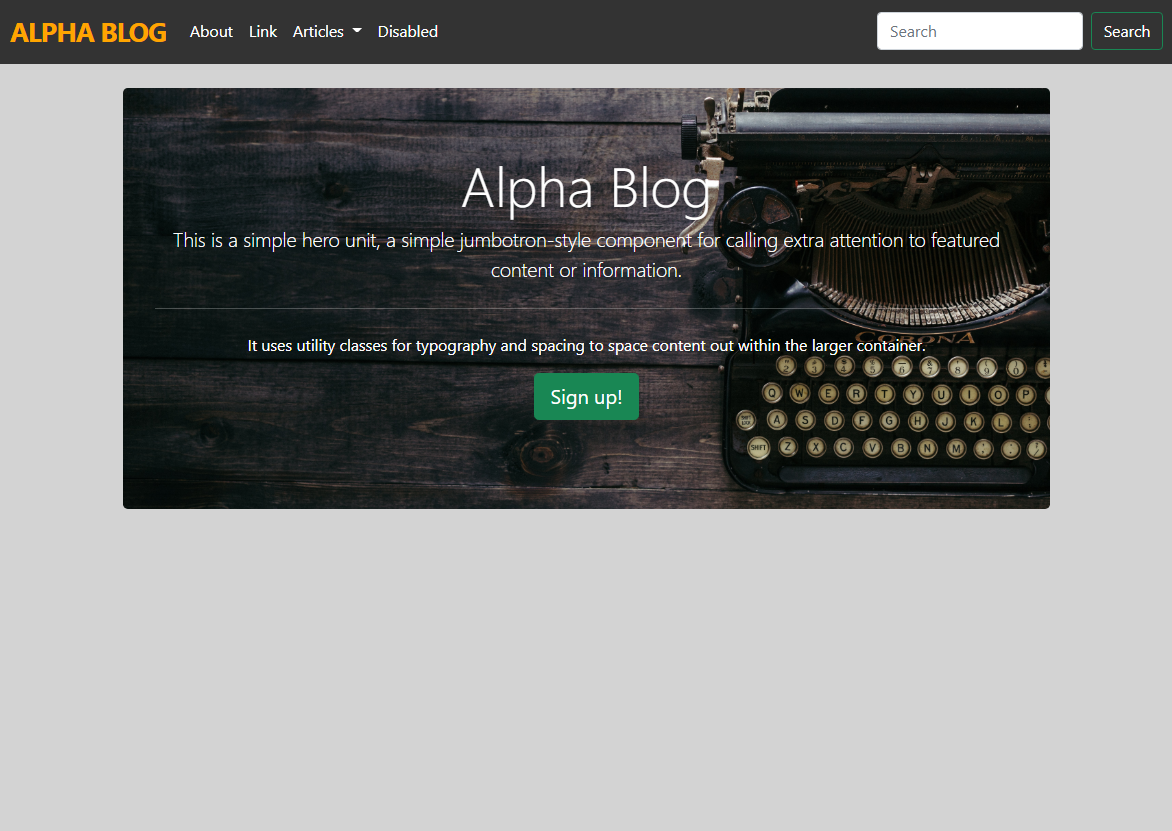 ALPHA BLOG About Link Articles Disabled Search Search
Alpha Blog
This is a simple hero unit, a simple jumbotron-style component for calling extra attention to featured
content or information.
It uses utility classes for typography and spacing to space content out within the larger container.
CORONA
Sign up!
Q W E R T Y U I O P
A S D F G H J K L
SHIFT Z X C V B N M